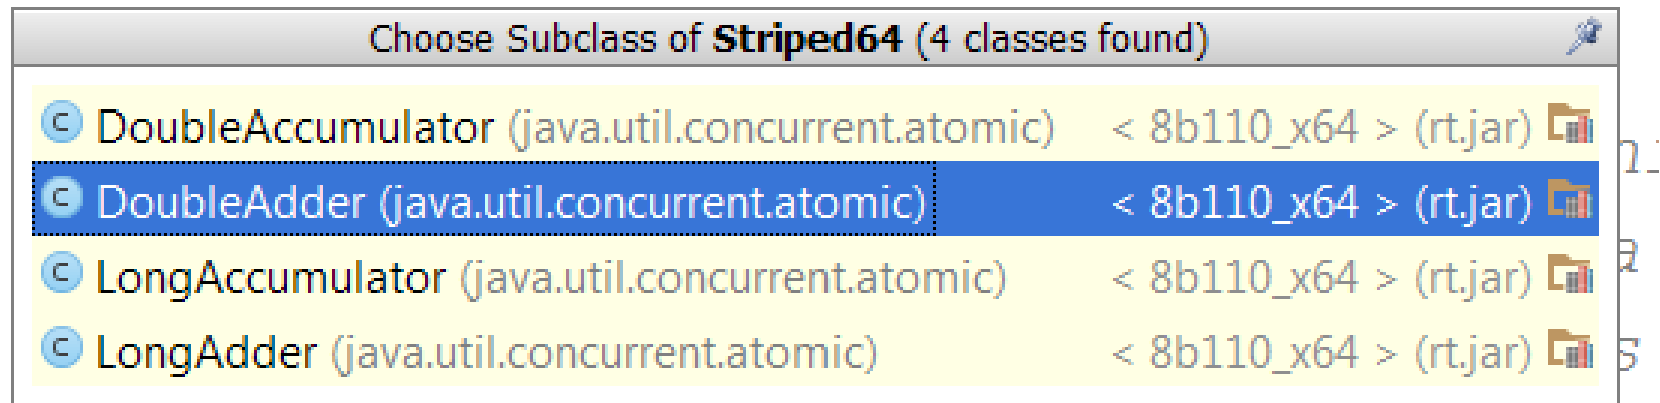 Choose Subclass of Striped64 (4 classes found)
C DoubleAccumulator (java.util.concurrent.atomic) < 8b110_x64 > (rt.jar)
C DoubleAdder (java.util.concurrent.atomic) < 8b110_x64 > (rt.jar)
C LongAccumulator (java.util.concurrent.atomic) < 8b110_x64 > (rt.jar)
C LongAdder (java.util.concurrent.atomic) < 8b110_x64 > (rt.jar)